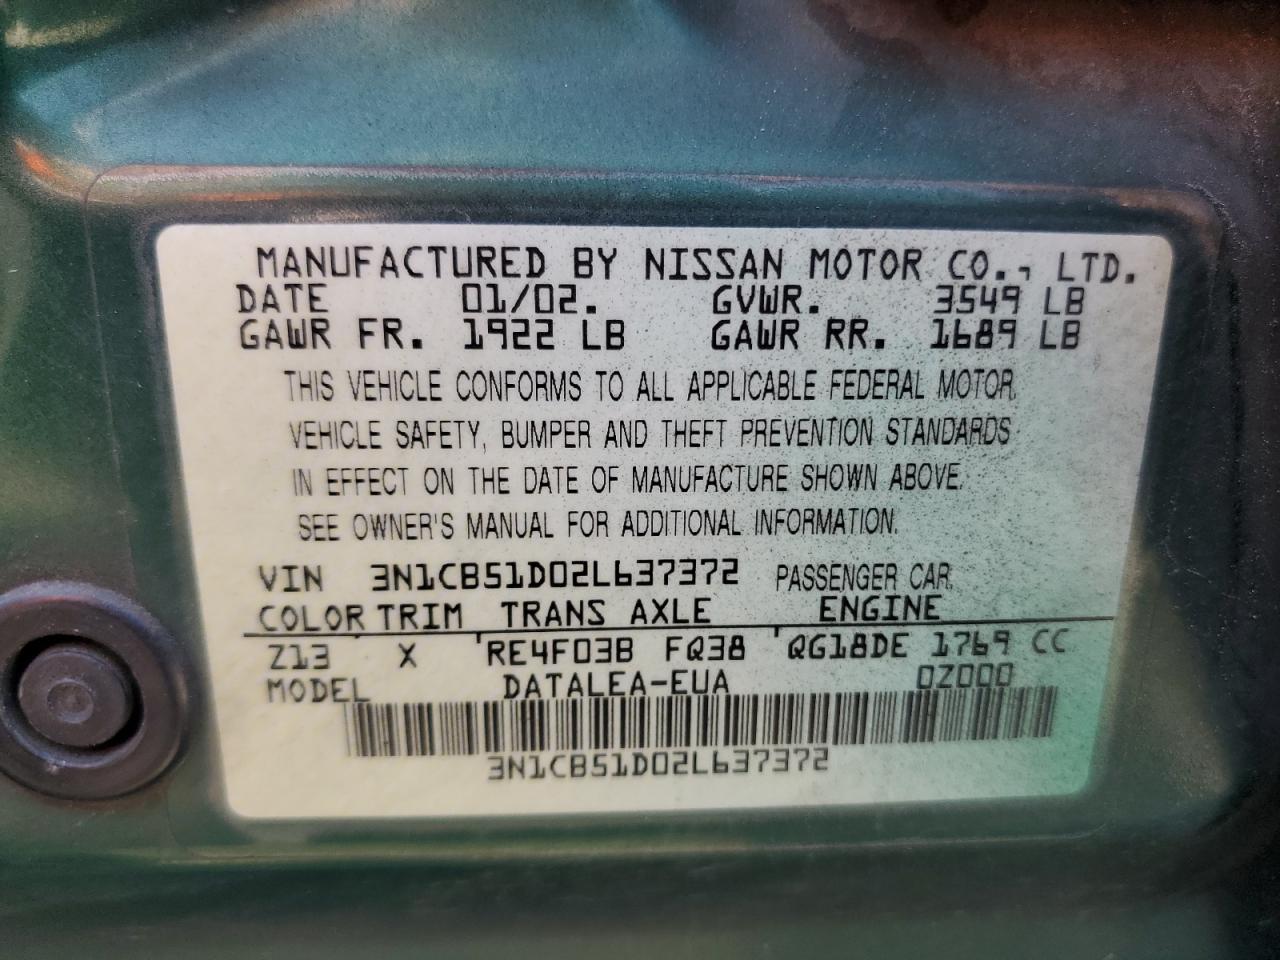 MANUFACTURED BY NISSAN MOTOR CO., LTD.
DATE 01/02. GVWR. 3549 LB
GAWR FR. 1922 LB GAWR RR. 1689 LB
THIS VEHICLE CONFORMS TO ALL APPLICABLE FEDERAL MOTOR
VEHICLE SAFETY, BUMPER AND THEFT PREVENTION STANDARDS
IN EFFECT ON THE DATE OF MANUFACTURE SHOWN ABOVE.
SEE OWNER'S MANUAL FOR ADDITIONAL INFORMATION.
VIN 3N1CB51D02L637372 PASSENGER CAR
COLOR TRIM TRANS AXLE ENGINE
Z13 X RE4F03B FQ38 QG18DE 1769 CC
MODEL DATALEA-EUA 0Z000
3N1CB51D02L637372